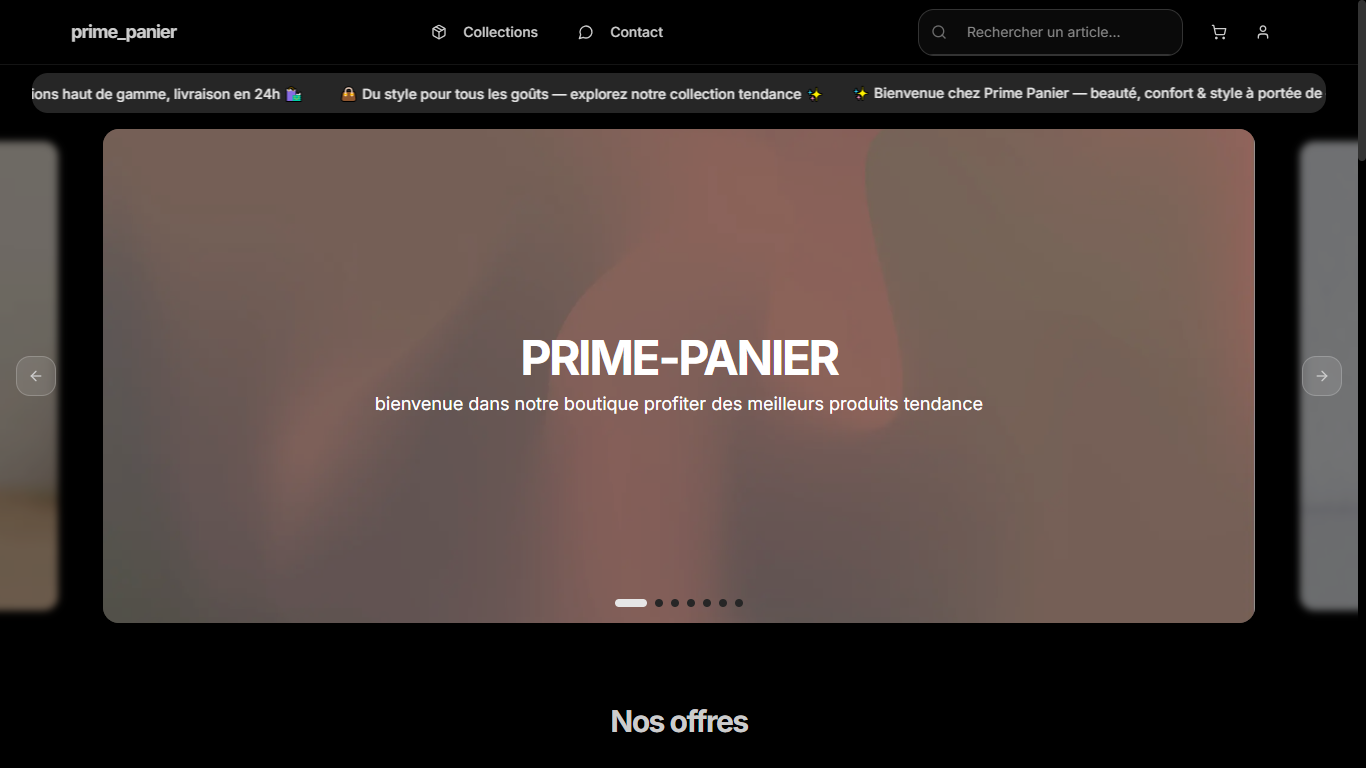 prime_panier
Collections
Contact
Rechercher un article...
ions haut de gamme, livraison en 24h 🛍️
👜 Du style pour tous les goûts — explorez notre collection tendance ✨
✨ Bienvenue chez Prime Panier — beauté, confort & style à portée de
PRIME-PANIER
bienvenue dans notre boutique profiter des meilleurs produits tendance
Nos offres